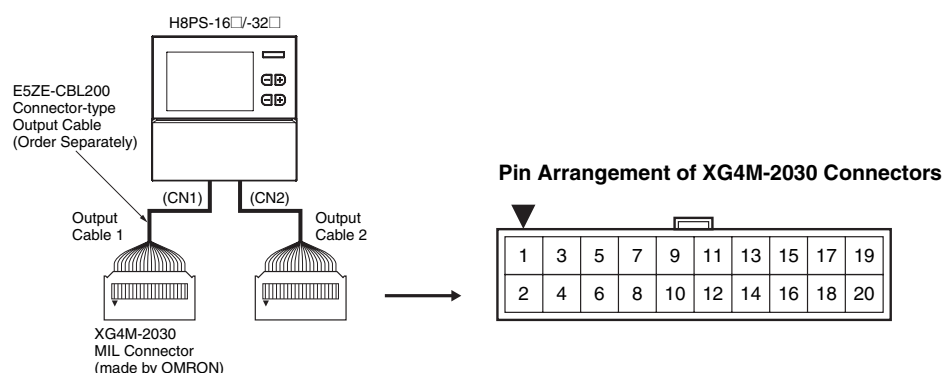 H8PS-16□/-32□
E5ZE-CBL200
Connector-type
Output Cable
(Order Separately)
(CN1)
(CN2)
Output
Cable 1
Output
Cable 2
XG4M-2030
MIL Connector
(made by OMRON)
Pin Arrangement of XG4M-2030 Connectors
1 3 5 7 9 11 13 15 17 19
2 4 6 8 10 12 14 16 18 20